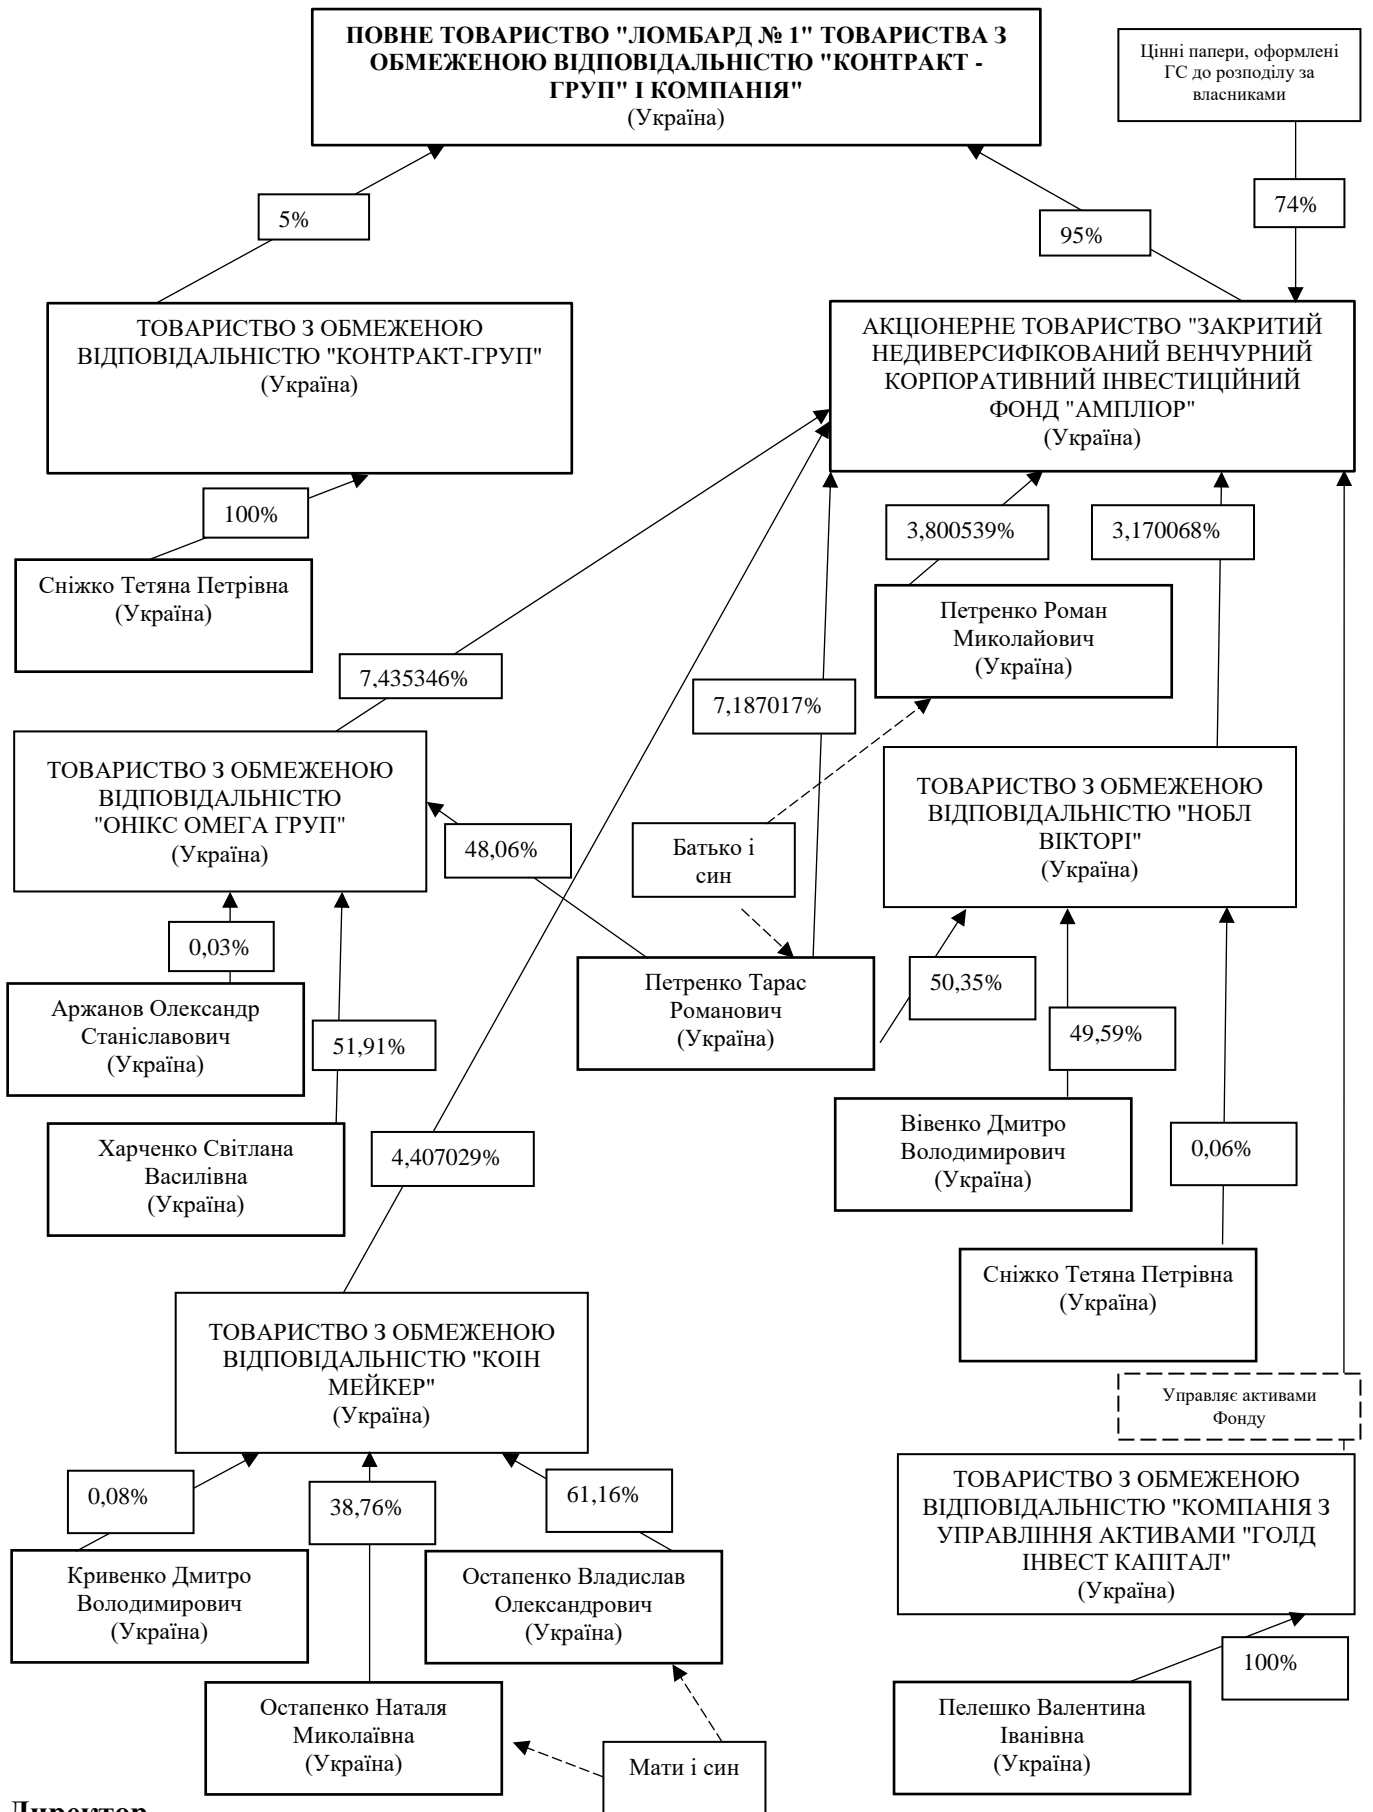 ПОВНЕ ТОВАРИСТВО "ЛОМБАРД № 1" ТОВАРИСТВА З
ОБМЕЖЕНОЮ ВІДПОВІДАЛЬНІСТЮ "КОНТРАКТ -
ГРУП" І КОМПАНІЯ"
(Україна)
Цінні папери, оформлені
ГС до розподілу за
власниками
5%
95%
74%
ТОВАРИСТВО З ОБМЕЖЕНОЮ
ВІДПОВІДАЛЬНІСТЮ "КОНТРАКТ-ГРУП"
(Україна)
АКЦІОНЕРНЕ ТОВАРИСТВО "ЗАКРИТИЙ
НЕДИВЕРСИФІКОВАНИЙ ВЕНЧУРНИЙ
КОРПОРАТИВНИЙ ІНВЕСТИЦІЙНИЙ
ФОНД "АМПЛІОР"
(Україна)
100%
3,800539%
3,170068%
Сніжко Тетяна Петрівна
(Україна)
Петренко Роман
Миколайович
(Україна)
7,435346%
7,187017%
ТОВАРИСТВО З ОБМЕЖЕНОЮ
ВІДПОВІДАЛЬНІСТЮ
"ОНІКС ОМЕГА ГРУП"
(Україна)
ТОВАРИСТВО З ОБМЕЖЕНОЮ
ВІДПОВІДАЛЬНІСТЮ "НОБЛ
ВІКТОРІ"
(Україна)
48,06%
Батько і
син
0,03%
Аржанов Олександр
Станіславович
(Україна)
51,91%
Петренко Тарас
Романович
(Україна)
50,35%
49,59%
Харченко Світлана
Василівна
(Україна)
4,407029%
Вівенко Дмитро
Володимирович
(Україна)
0,06%
Сніжко Тетяна Петрівна
(Україна)
ТОВАРИСТВО З ОБМЕЖЕНОЮ
ВІДПОВІДАЛЬНІСТЮ "КОІН
МЕЙКЕР"
(Україна)
Управляє активами
Фонду
0,08%
38,76%
61,16%
ТОВАРИСТВО З ОБМЕЖЕНОЮ
ВІДПОВІДАЛЬНІСТЮ "КОМПАНІЯ З
УПРАВЛІННЯ АКТИВАМИ "ГОЛД
ІНВЕСТ КАПІТАЛ"
(Україна)
Кривенко Дмитро
Володимирович
(Україна)
Остапенко Владислав
Олександрович
(Україна)
100%
Остапенко Наталя
Миколаївна
(Україна)
Мати і син
Пелешко Валентина
Іванівна
(Україна)
Директор